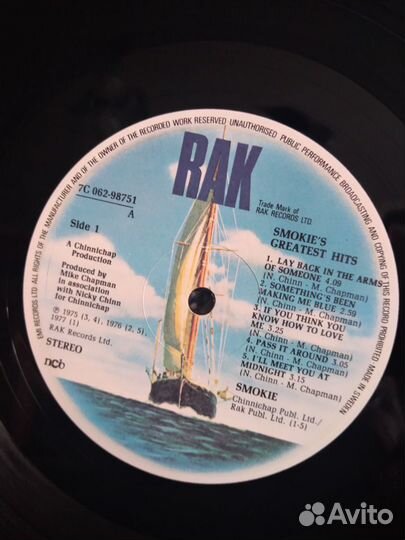 EMI RECORDS LTD ALL RIGHTS OF THE MANUFACTURER AND OF THE OWNER OF THE RECORDED WORK RESERVED UNAUTHORISED PUBLIC PERFORMANCE BROADCASTING AND COPYING OF THIS RECORD PROHIBITED MADE IN SWEDEN
RAK
Trade Mark of
RAK RECORDS LTD
7C 062-98751
A
Side 1
A Chinnichap
Production
Produced by
Mike Chapman
in association
with Nicky Chinn
for Chinnichap
℗ 1975 (3, 4), 1976 (2, 5),
1977 (1)
RAK Records Ltd.
STEREO
ncb
SMOKIE'S
GREATEST HITS
1. LAY BACK IN THE ARMS
OF SOMEONE 4.09
(N. Chinn - M. Chapman)
2. SOMETHING'S BEEN
MAKING ME BLUE 2.59
(N. Chinn - M. Chapman)
3. IF YOU THINK YOU
KNOW HOW TO LOVE
ME 3.25
(N. Chinn - M. Chapman)
4. PASS IT AROUND 3.05
(N. Chinn - M. Chapman)
5. I'LL MEET YOU AT
MIDNIGHT 3.15
(N. Chinn - M. Chapman)
SMOKIE
Chinnichap Publ. Ltd./
Rak Publ. Ltd. (1-5)
Avito